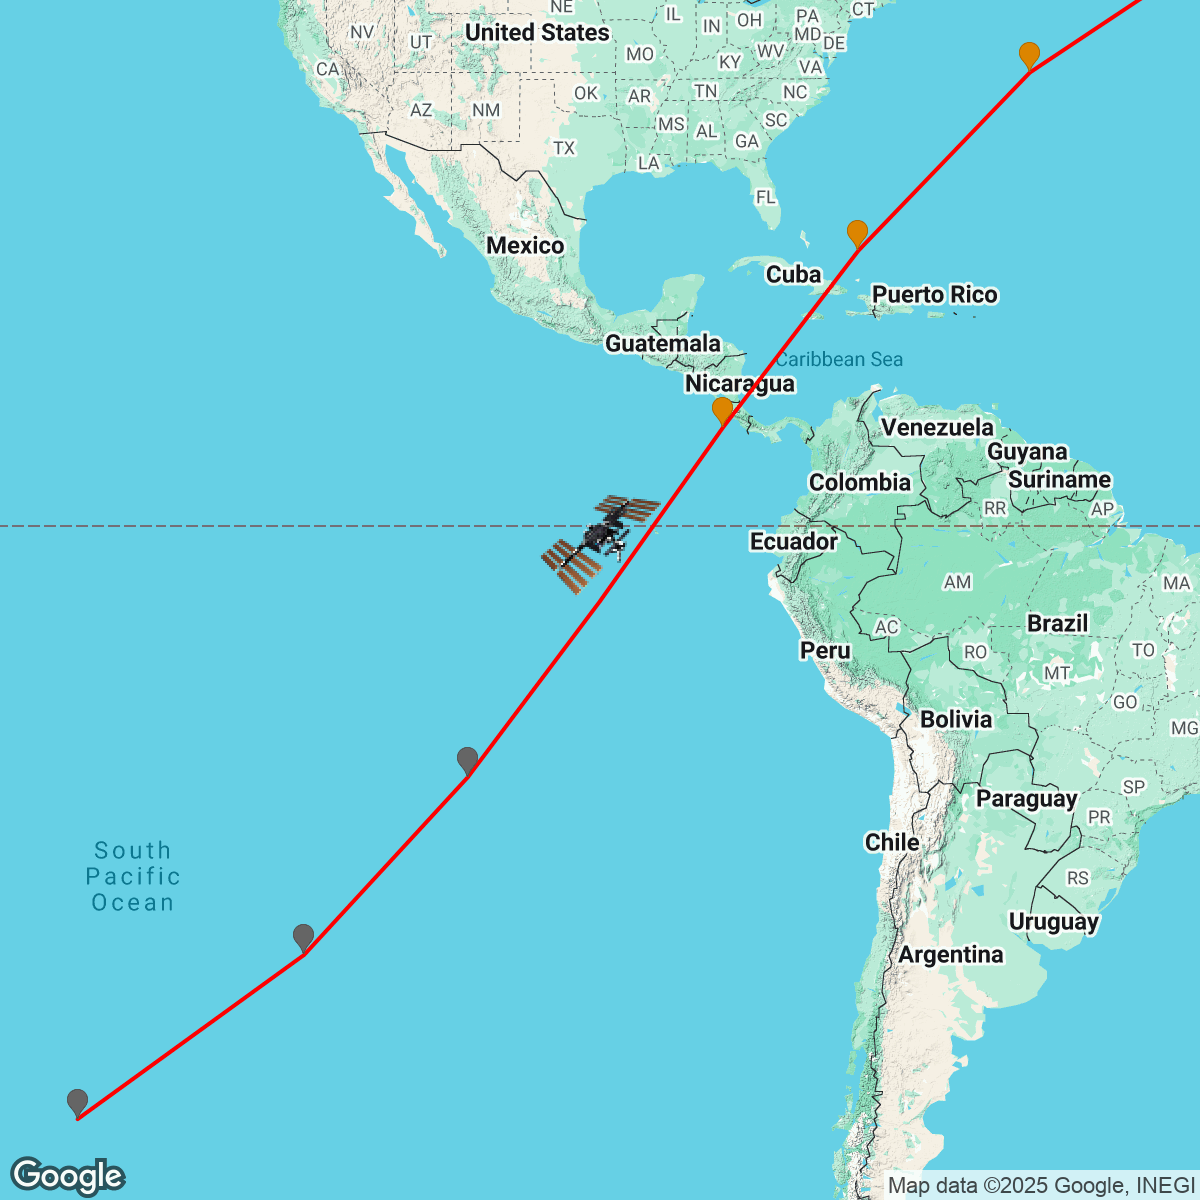 NE
IL
IN
OH
PA
CT
NV
UT
United States
MO
KY
WV
MD
DE
VA
CA
AZ
NM
OK
AR
TN
NC
MS
AL
GA
SC
TX
LA
FL
Mexico
Cuba
Puerto Rico
Guatemala
Caribbean Sea
Nicaragua
Venezuela
Guyana
Colombia
Suriname
RR
AP
Ecuador
AM
MA
AC
Brazil
Peru
RO
TO
MT
GO
Bolivia
MG
Paraguay
SP
PR
Chile
South
Pacific
Ocean
RS
Uruguay
Argentina
Google
Map data ©2025 Google, INEGI